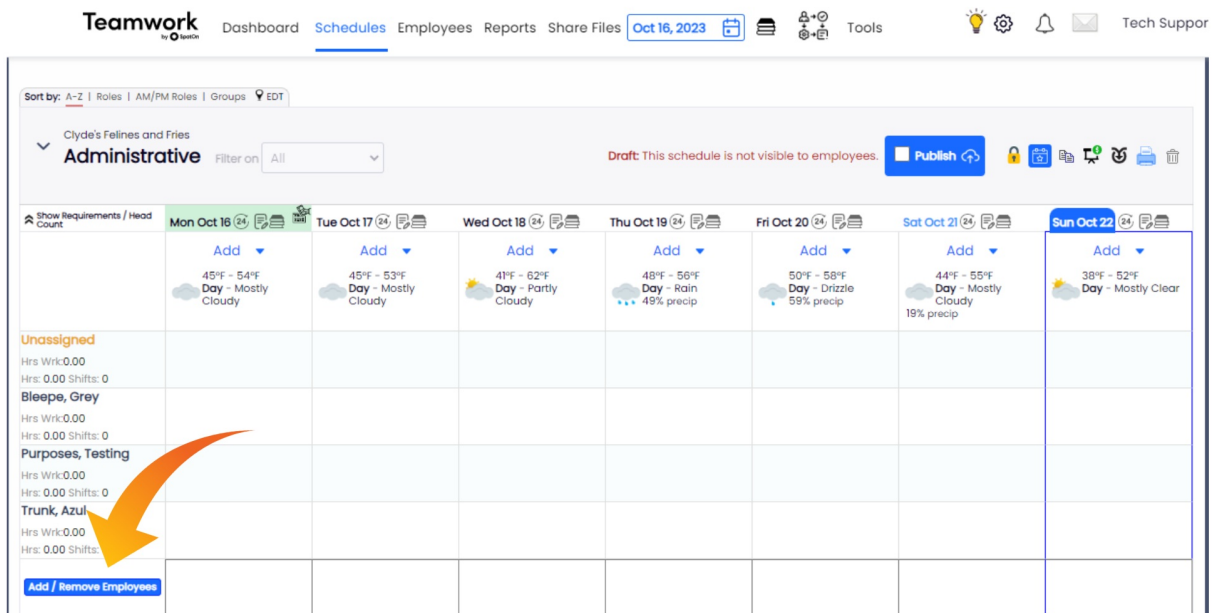 Teamwork
by SpotOn
Dashboard Schedules Employees Reports Share Files Oct 16, 2023 Tools Tech Suppor
Sort by: A-Z | Roles | AM/PM Roles | Groups EDT
Clyde's Felines and Fries
Administrative Filter on All
Draft: This schedule is not visible to employees. Publish
Show Requirements / Head
Count
Mon Oct 16 24 Tue Oct 17 24 Wed Oct 18 24 Thu Oct 19 24 Fri Oct 20 24 Sat Oct 21 24 Sun Oct 22 24
Add Add Add Add Add Add Add
45°F - 54°F
Day - Mostly
Cloudy
45°F - 53°F
Day - Mostly
Cloudy
41°F - 62°F
Day - Partly
Cloudy
48°F - 56°F
Day - Rain
49% precip
50°F - 58°F
Day - Drizzle
59% precip
44°F - 55°F
Day - Mostly
Cloudy
19% precip
38°F - 52°F
Day - Mostly Clear
Unassigned
Hrs Wrk:0.00
Hrs: 0.00 Shifts: 0
Bleepe, Grey
Hrs Wrk:0.00
Hrs: 0.00 Shifts: 0
Purposes, Testing
Hrs Wrk:0.00
Hrs: 0.00 Shifts: 0
Trunk, Azul
Hrs Wrk:0.00
Hrs: 0.00 Shifts:
Add / Remove Employees